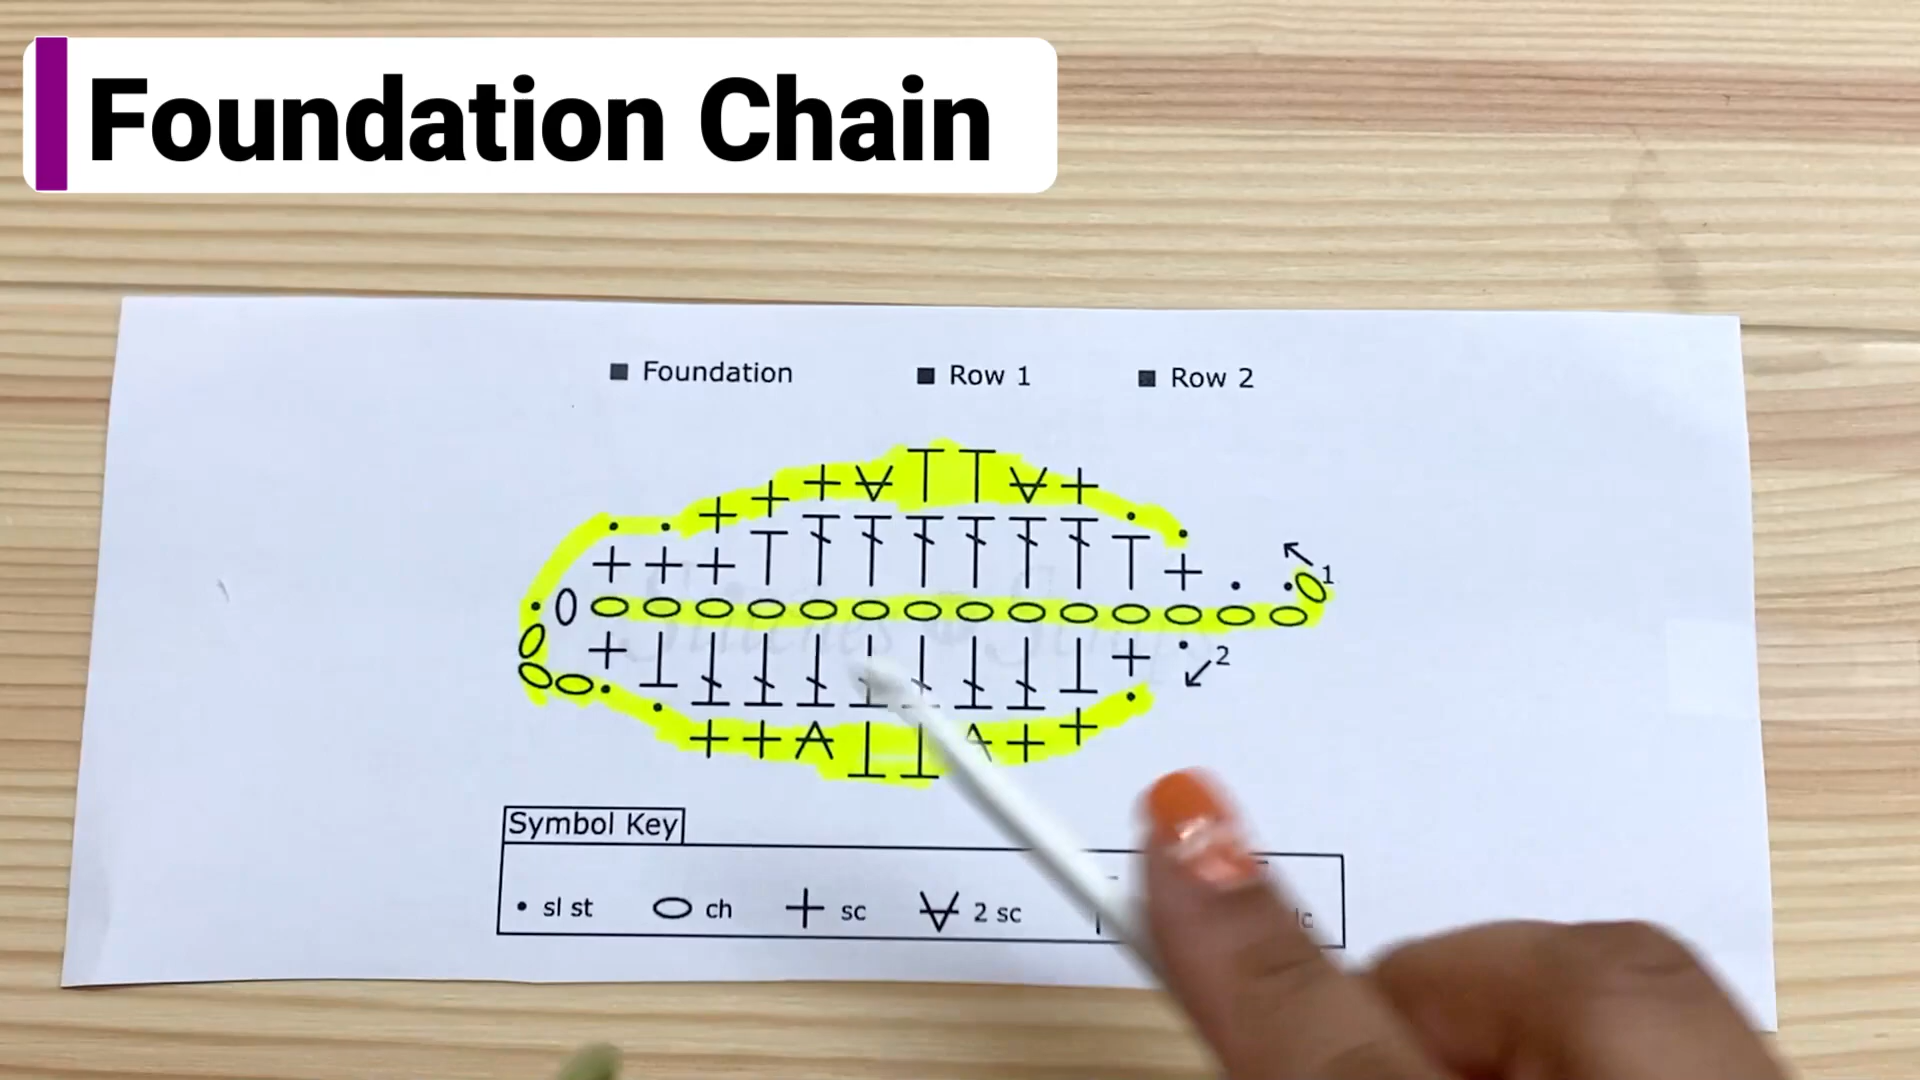 Foundation Chain
Foundation Row 1 Row 2
1
2
Symbol Key
sl st ch sc 2 sc